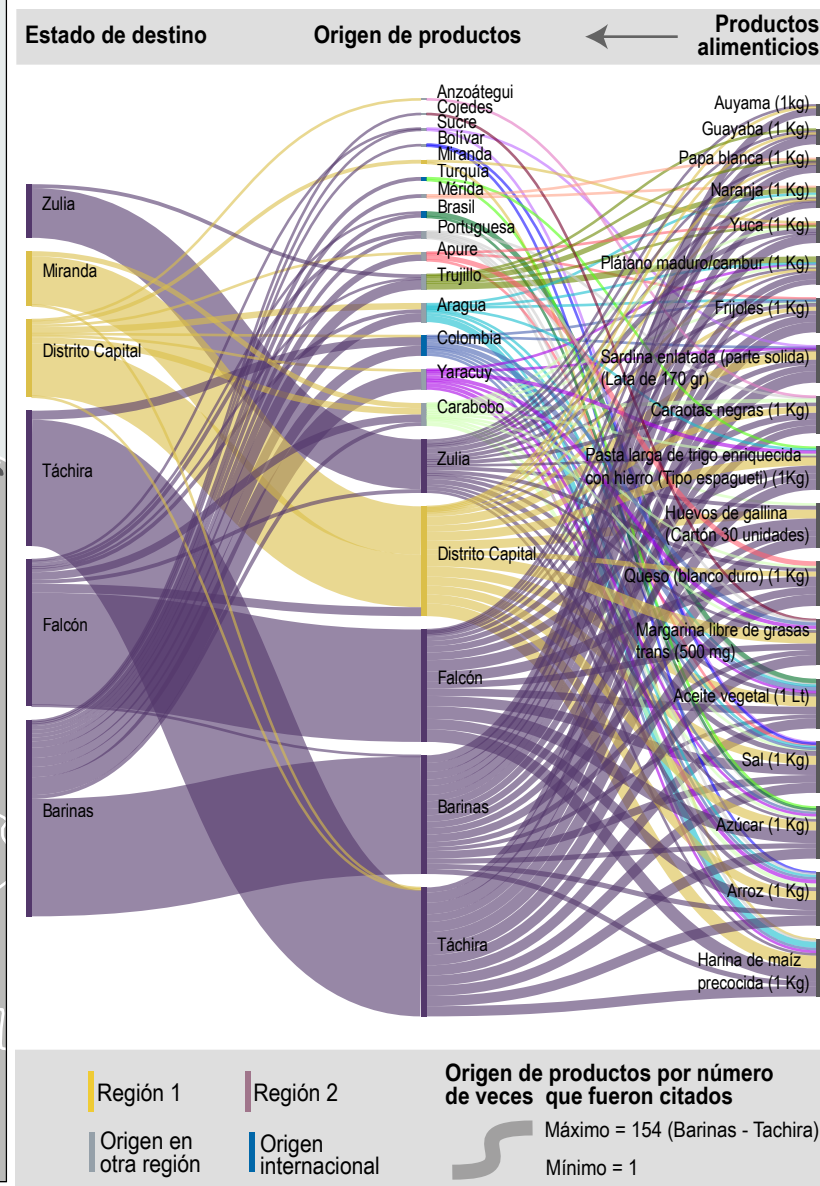 Estado de destino
Origen de productos
Productos
alimenticios
Zulia
Miranda
Distrito Capital
Táchira
Falcón
Barinas
Anzoátegui
Cojedes
Sucre
Bolívar
Miranda
Turquía
Mérida
Brasil
Portuguesa
Apure
Trujillo
Aragua
Colombia
Yaracuy
Carabobo
Zulia
Distrito Capital
Falcón
Barinas
Táchira
Auyama (1kg)
Guayaba (1 Kg)
Papa blanca (1 Kg)
Naranja (1 Kg)
Yuca (1 Kg)
Plátano maduro/cambur (1 Kg)
Frijoles (1 Kg)
Sardina enlatada (parte solida)
(Lata de 170 gr)
Caraotas negras (1 Kg)
Pasta larga de trigo enriquecida
con hierro (Tipo espagueti) (1Kg)
Huevos de gallina
(Cartón 30 unidades)
Queso (blanco duro) (1 Kg)
Margarina libre de grasas
trans (500 mg)
Aceite vegetal (1 Lt)
Sal (1 Kg)
Azúcar (1 Kg)
Arroz (1 Kg)
Harina de maíz
precocida (1 Kg)
Región 1
Región 2
Origen en
otra región
Origen
internacional
Origen de productos por número
de veces que fueron citados
Máximo = 154 (Barinas - Tachira)
Mínimo = 1